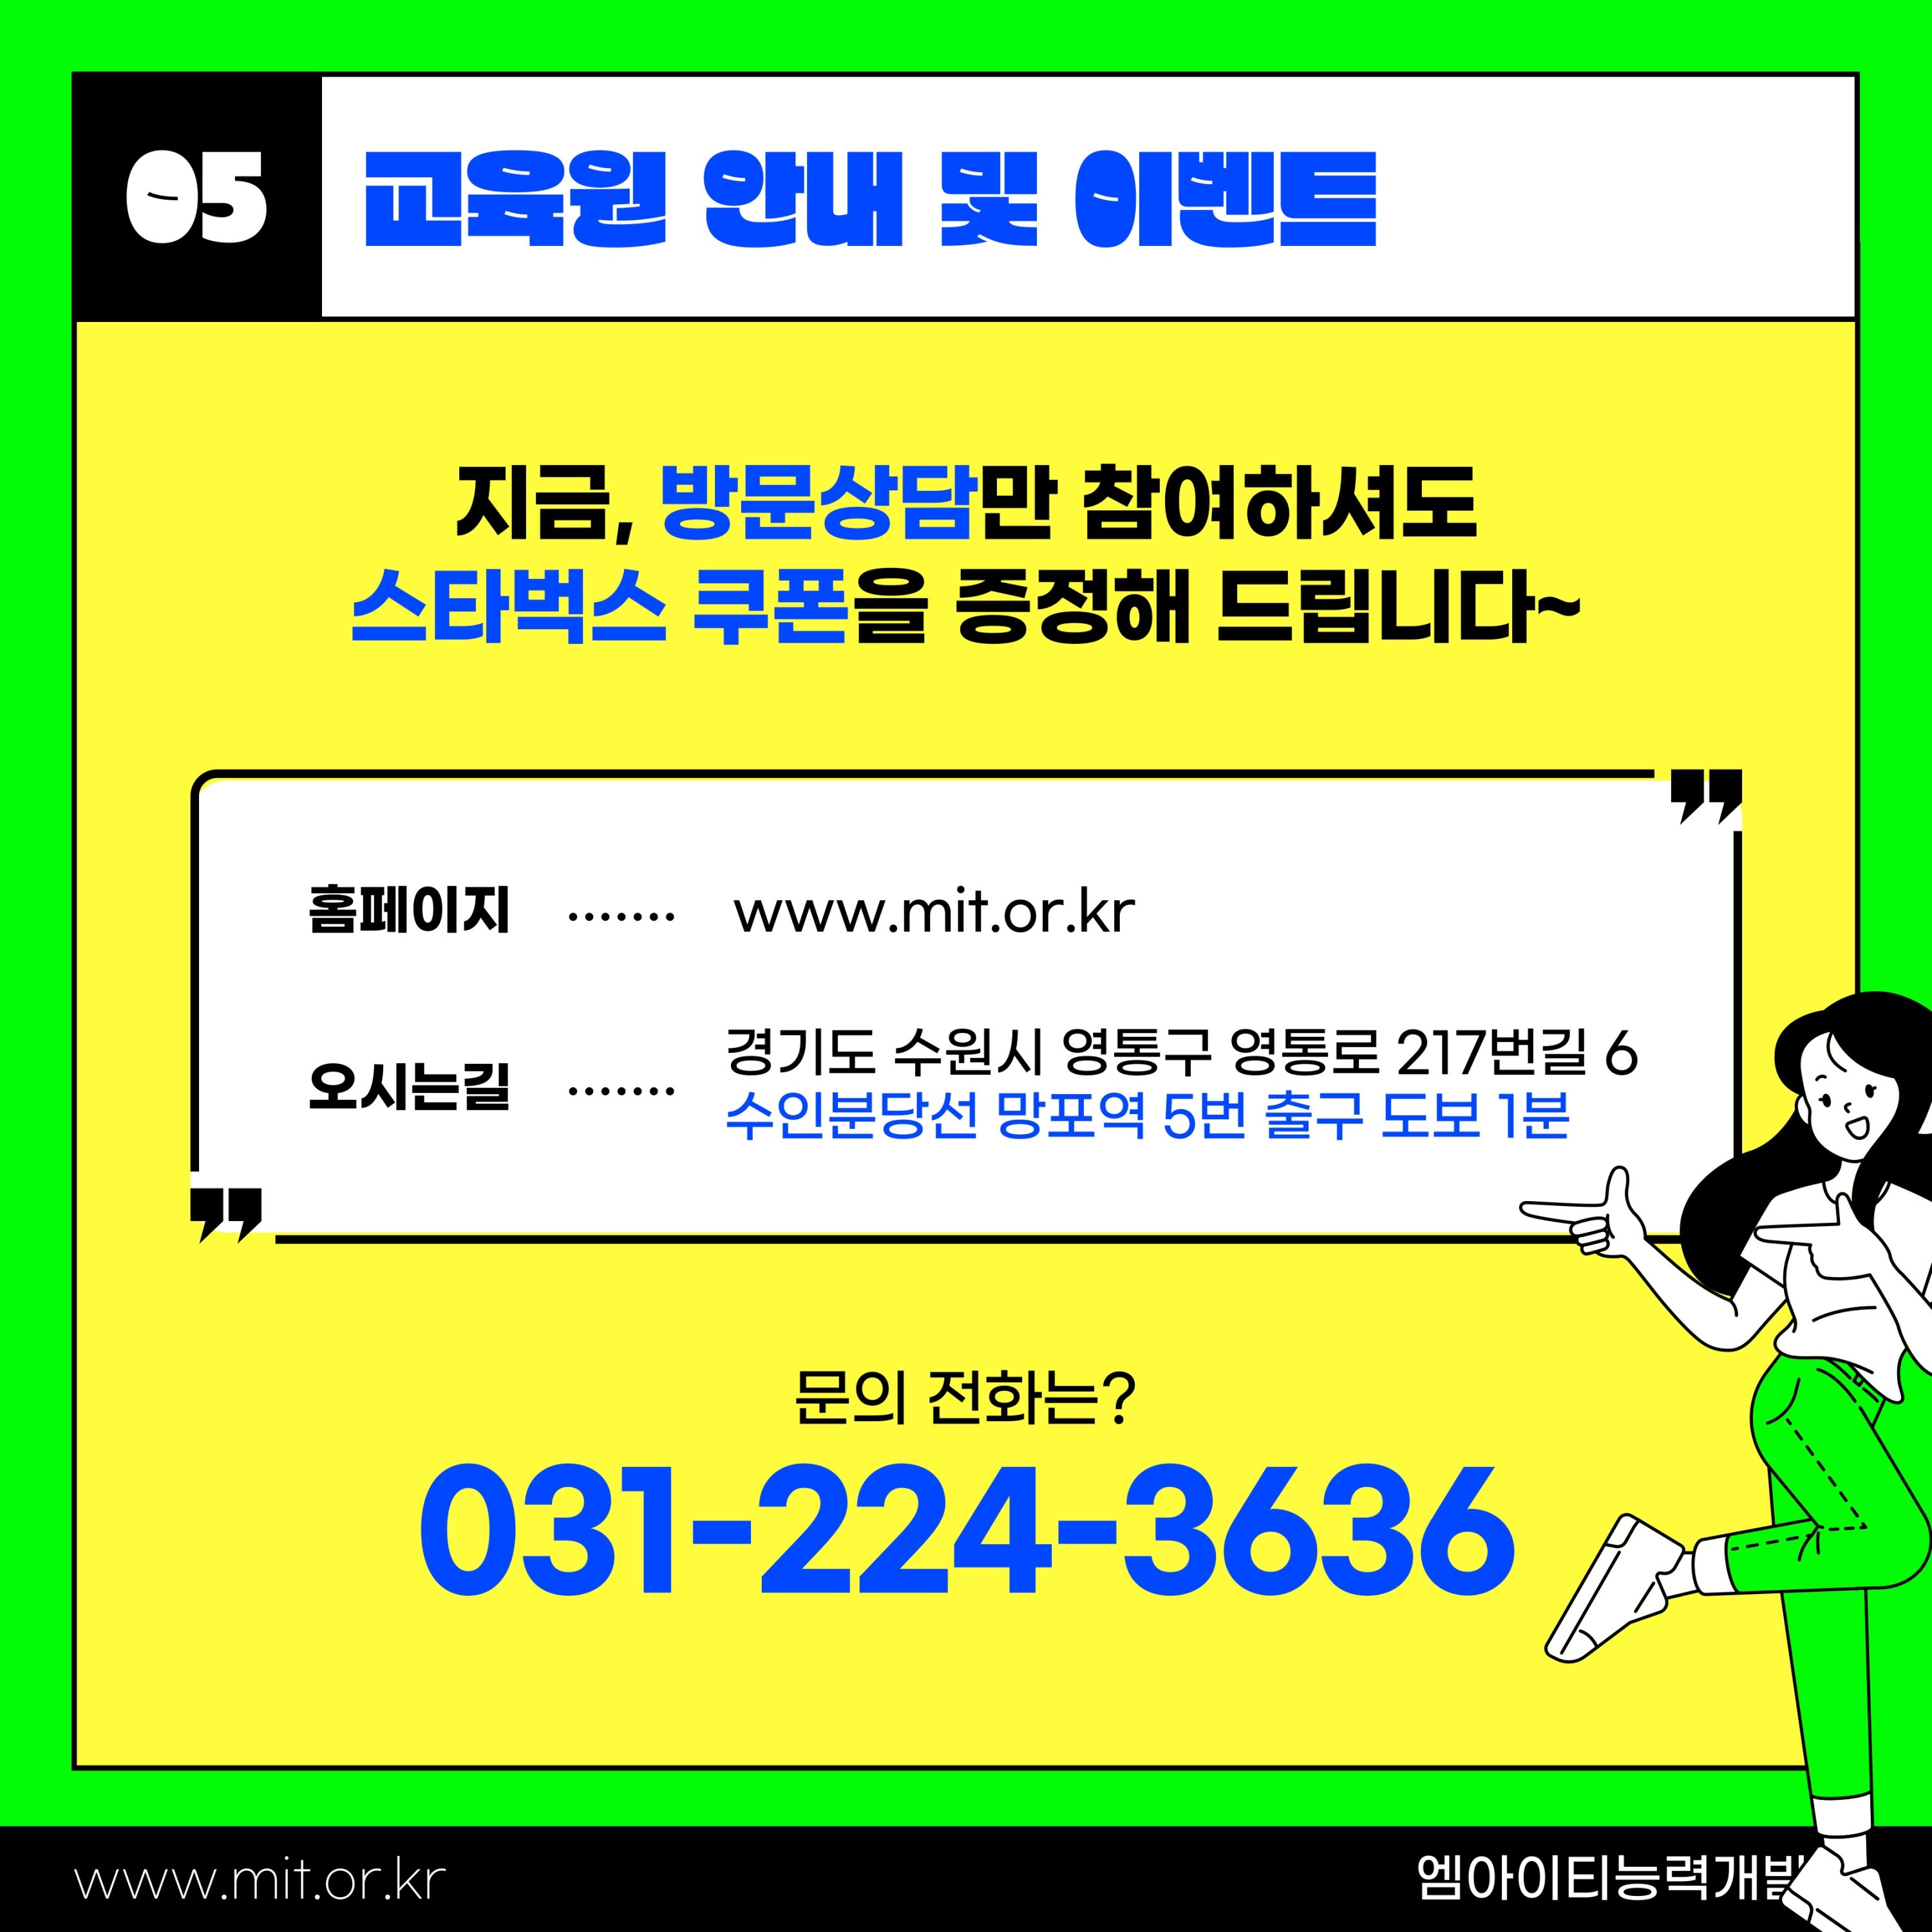 05
교육원 안내 및 이벤트
지금, 방문상담만 참여하셔도
스타벅스 쿠폰을 증정해 드립니다~
홈페이지 ······· www.mit.or.kr
오시는길 ······· 경기도 수원시 영통구 영통로 217번길 6
수인분당선 망포역 5번 출구 도보 1분
문의 전화는?
031-224-3636
www.mit.or.kr